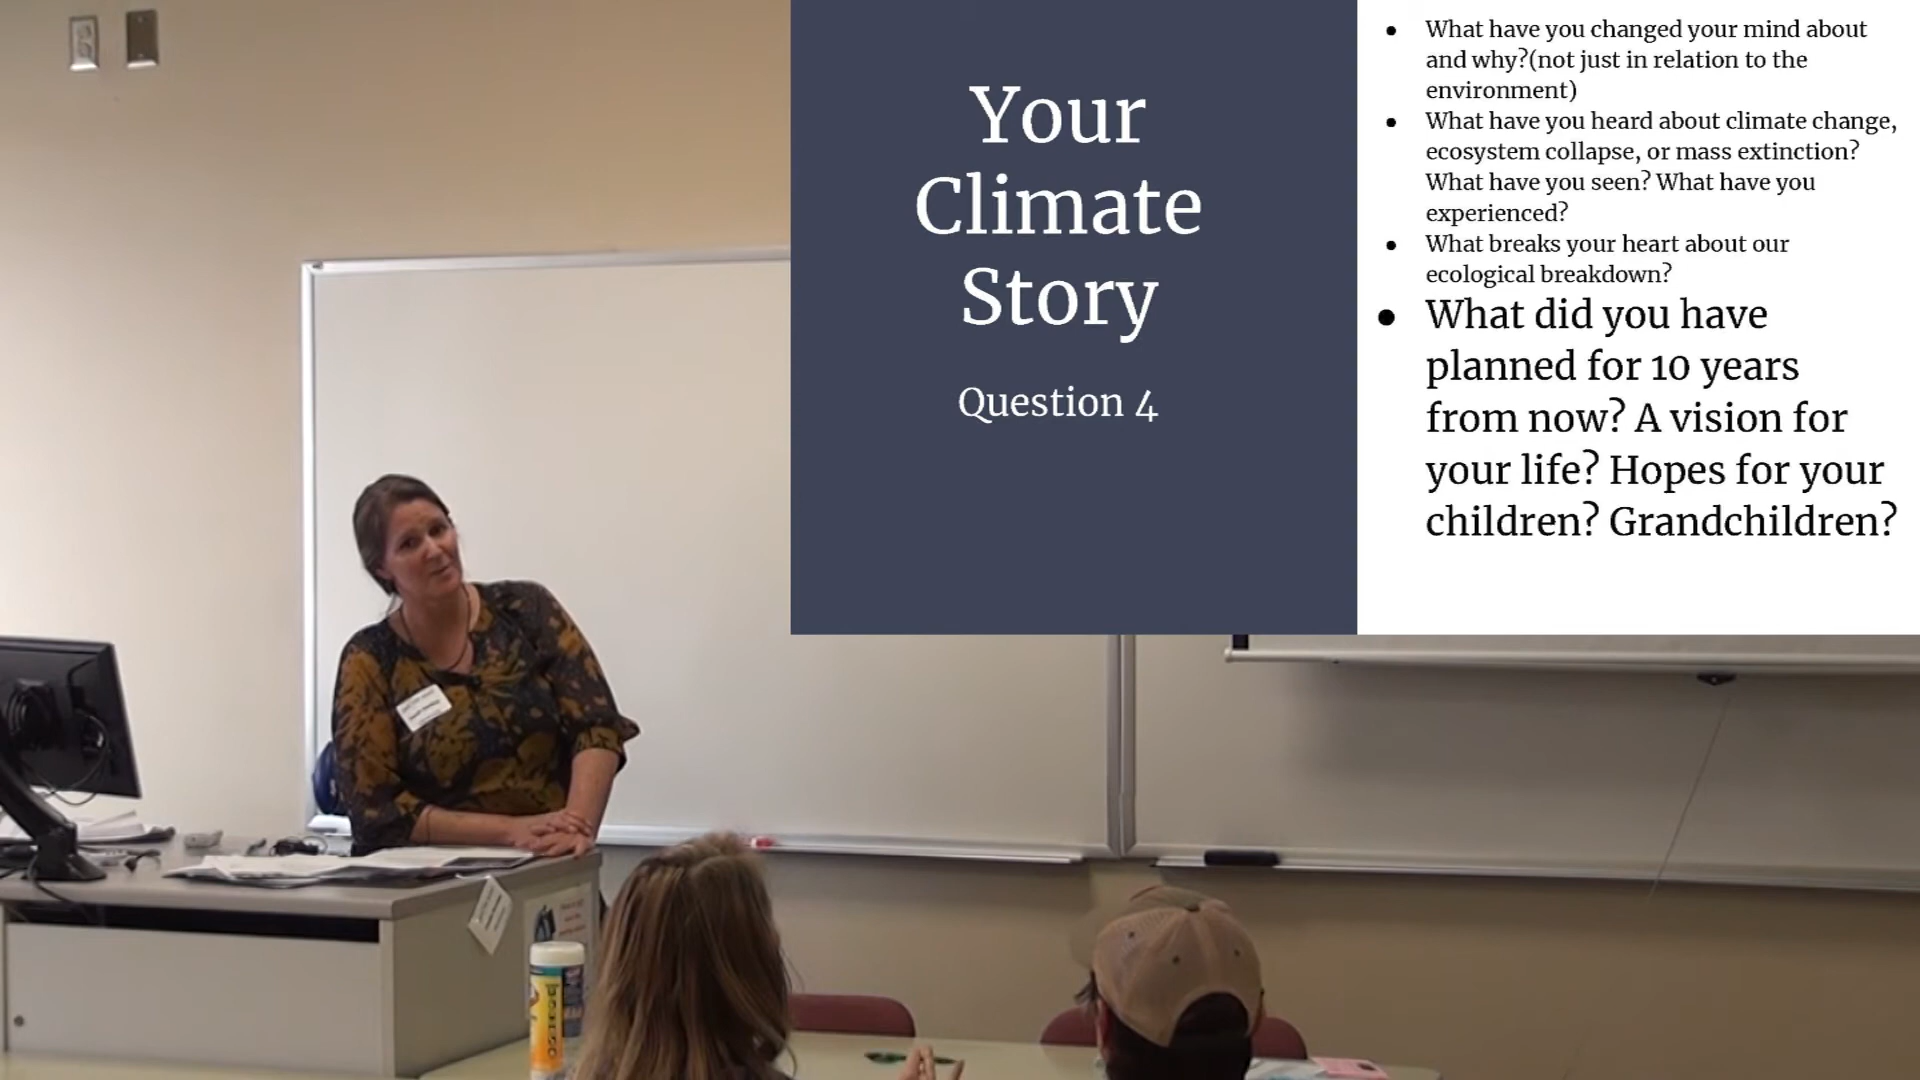 Your
Climate
Story
Question 4
● What have you changed your mind about
and why?(not just in relation to the
environment)
● What have you heard about climate change,
ecosystem collapse, or mass extinction?
What have you seen? What have you
experienced?
● What breaks your heart about our
ecological breakdown?
● What did you have
planned for 10 years
from now? A vision for
your life? Hopes for your
children? Grandchildren?